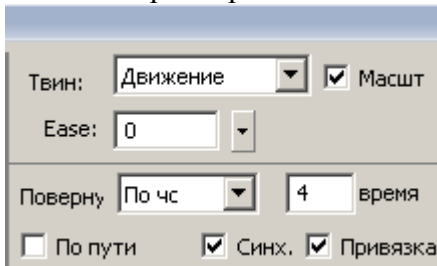 Твин: Движение Масшт
Ease: 0
Поверну По чс 4 время
По пути Синх. Привязка